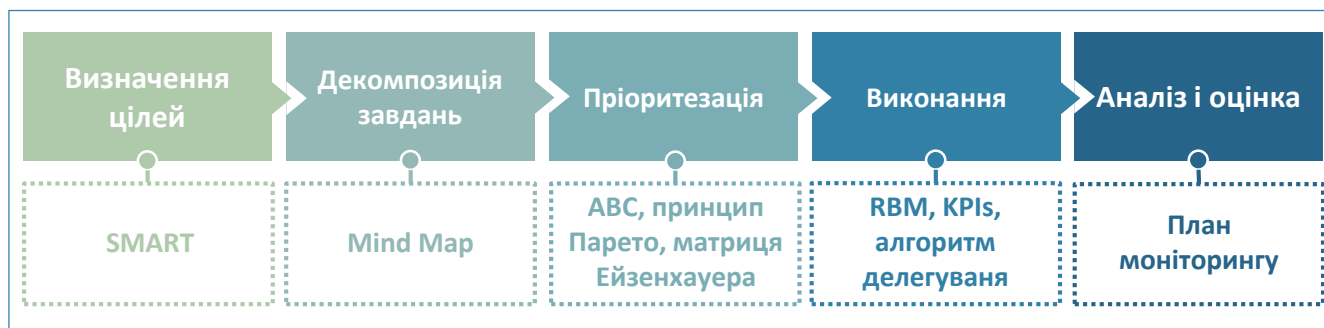 Визначення
цілей
Декомпозиція
завдань
Пріоритезація
Виконання
Аналіз і оцінка
SMART
Mind Map
ABC, принцип
Парето, матриця
Ейзенхауера
RBM, KPIs,
алгоритм
делегуваня
План
моніторингу